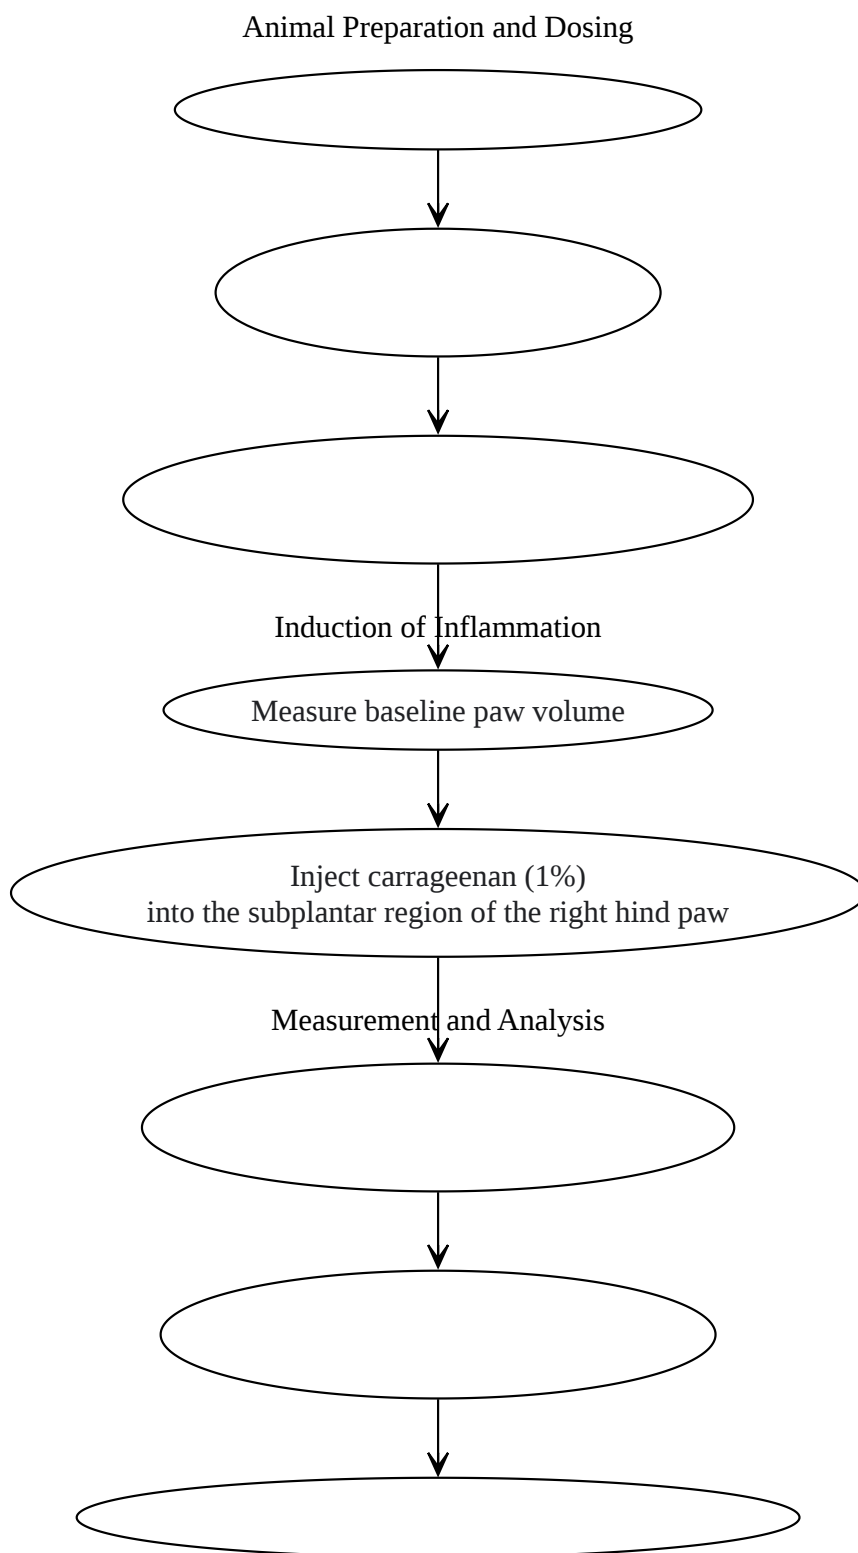 Animal Preparation and Dosing
Induction of Inflammation
Measure baseline paw volume
Inject carrageenan (1%)
into the subplantar region of the right hind paw
Measurement and Analysis